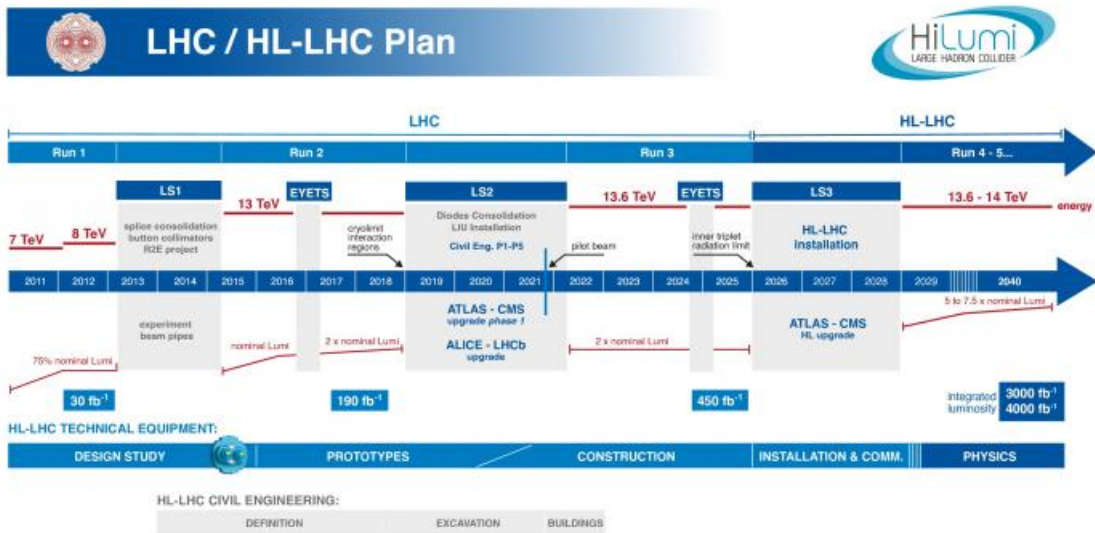 LHC / HL-LHC Plan
HiLumi
LARGE HADRON COLLIDER
LHC
HL-LHC
Run 1
Run 2
Run 3
Run 4 - 5...
LS1
EYETS
LS2
EYETS
LS3
7 TeV
8 TeV
13 TeV
13.6 TeV
13.6 - 14 TeV
energy
splice consolidation
button collimators
R2E project
cryolimit
interaction
regions
Diodes Consolidation
LIU Installation
Civil Eng. P1-P5
pilot beam
inner triplet
radiation limit
HL-LHC
installation
2011 2012 2013 2014 2015 2016 2017 2018 2019 2020 2021 2022 2023 2024 2025 2026 2027 2028 2029 2040
experiment
beam pipes
ATLAS - CMS
upgrade phase 1
ALICE - LHCb
upgrade
ATLAS - CMS
HL upgrade
75% nominal Lumi
nominal Lumi
2 x nominal Lumi
2 x nominal Lumi
5 to 7.5 x nominal Lumi
30 fb⁻¹
190 fb⁻¹
450 fb⁻¹
integrated
luminosity
3000 fb⁻¹
4000 fb⁻¹
HL-LHC TECHNICAL EQUIPMENT:
DESIGN STUDY
PROTOTYPES
CONSTRUCTION
INSTALLATION & COMM.
PHYSICS
HL-LHC CIVIL ENGINEERING:
DEFINITION
EXCAVATION
BUILDINGS